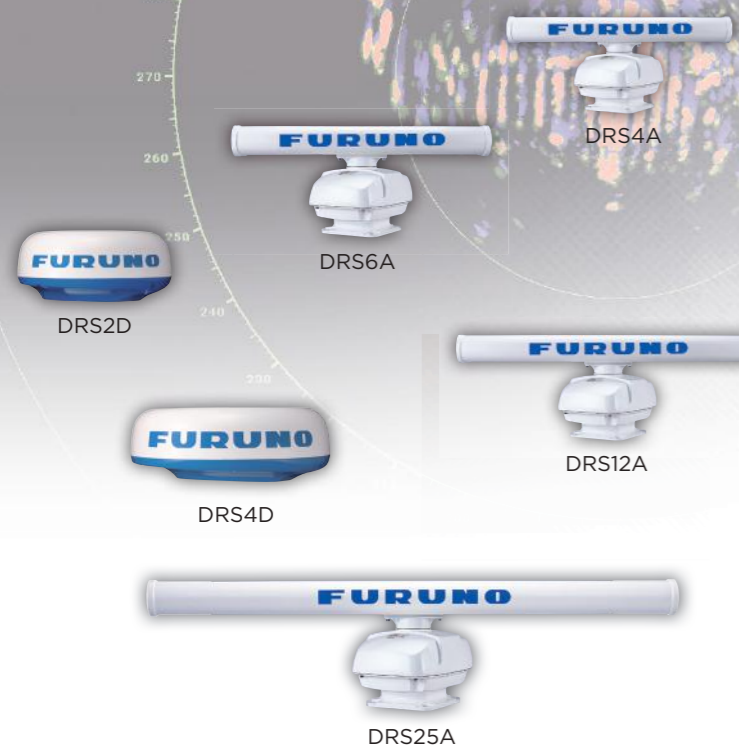 FURUNO
DRS4A
270
FURUNO
DRS6A
260
250
FURUNO
DRS2D
240
FURUNO
DRS12A
230
FURUNO
DRS4D
FURUNO
DRS25A